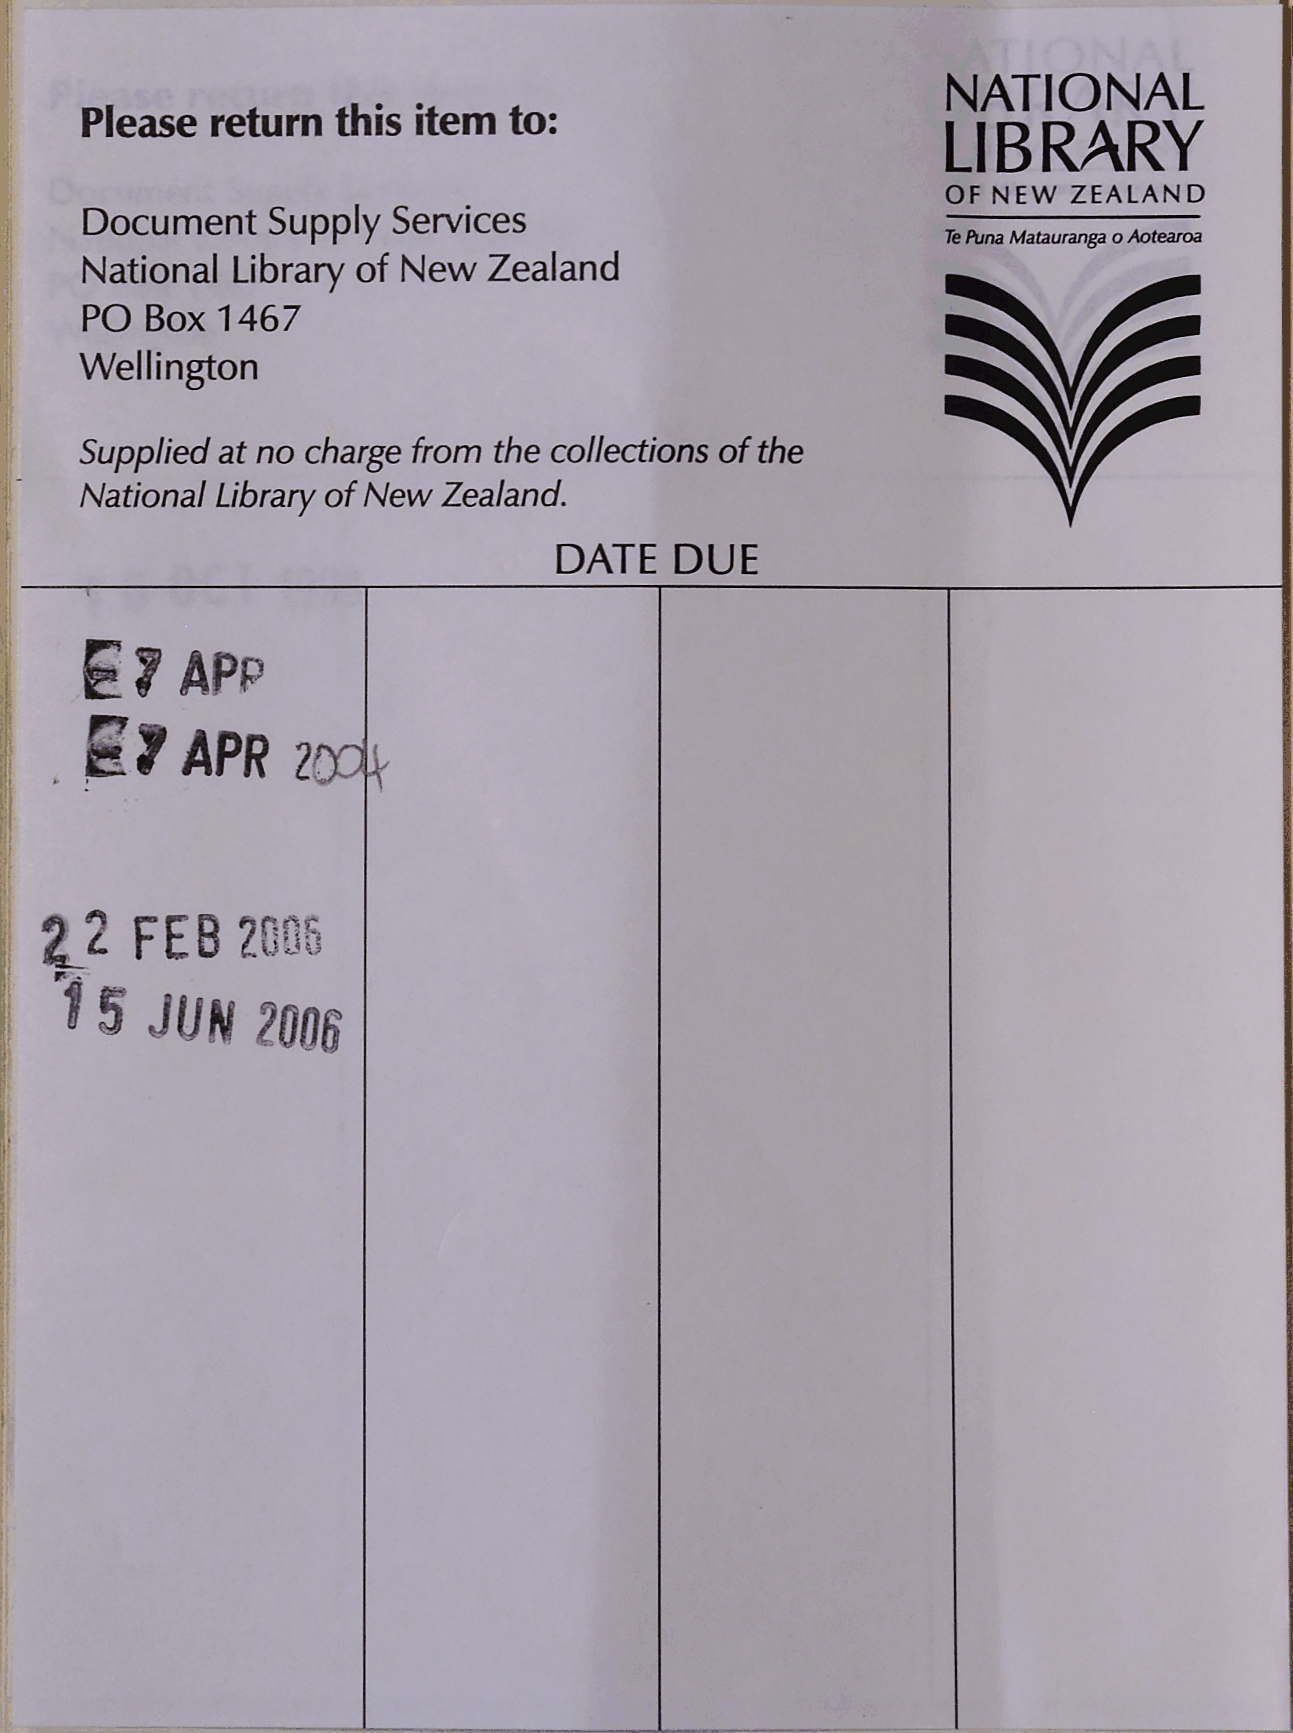 Please return this item to:
Document Supply Services
National Library of New Zealand
PO Box 1467
Wellington
Supplied at no charge from the collections of the
National Library of New Zealand.
NATIONAL
LIBRARY
OF NEW ZEALAND
Te Puna Matauranga o Aotearoa
DATE DUE
7 APR
7 APR 2004
22 FEB 2006
15 JUN 2006